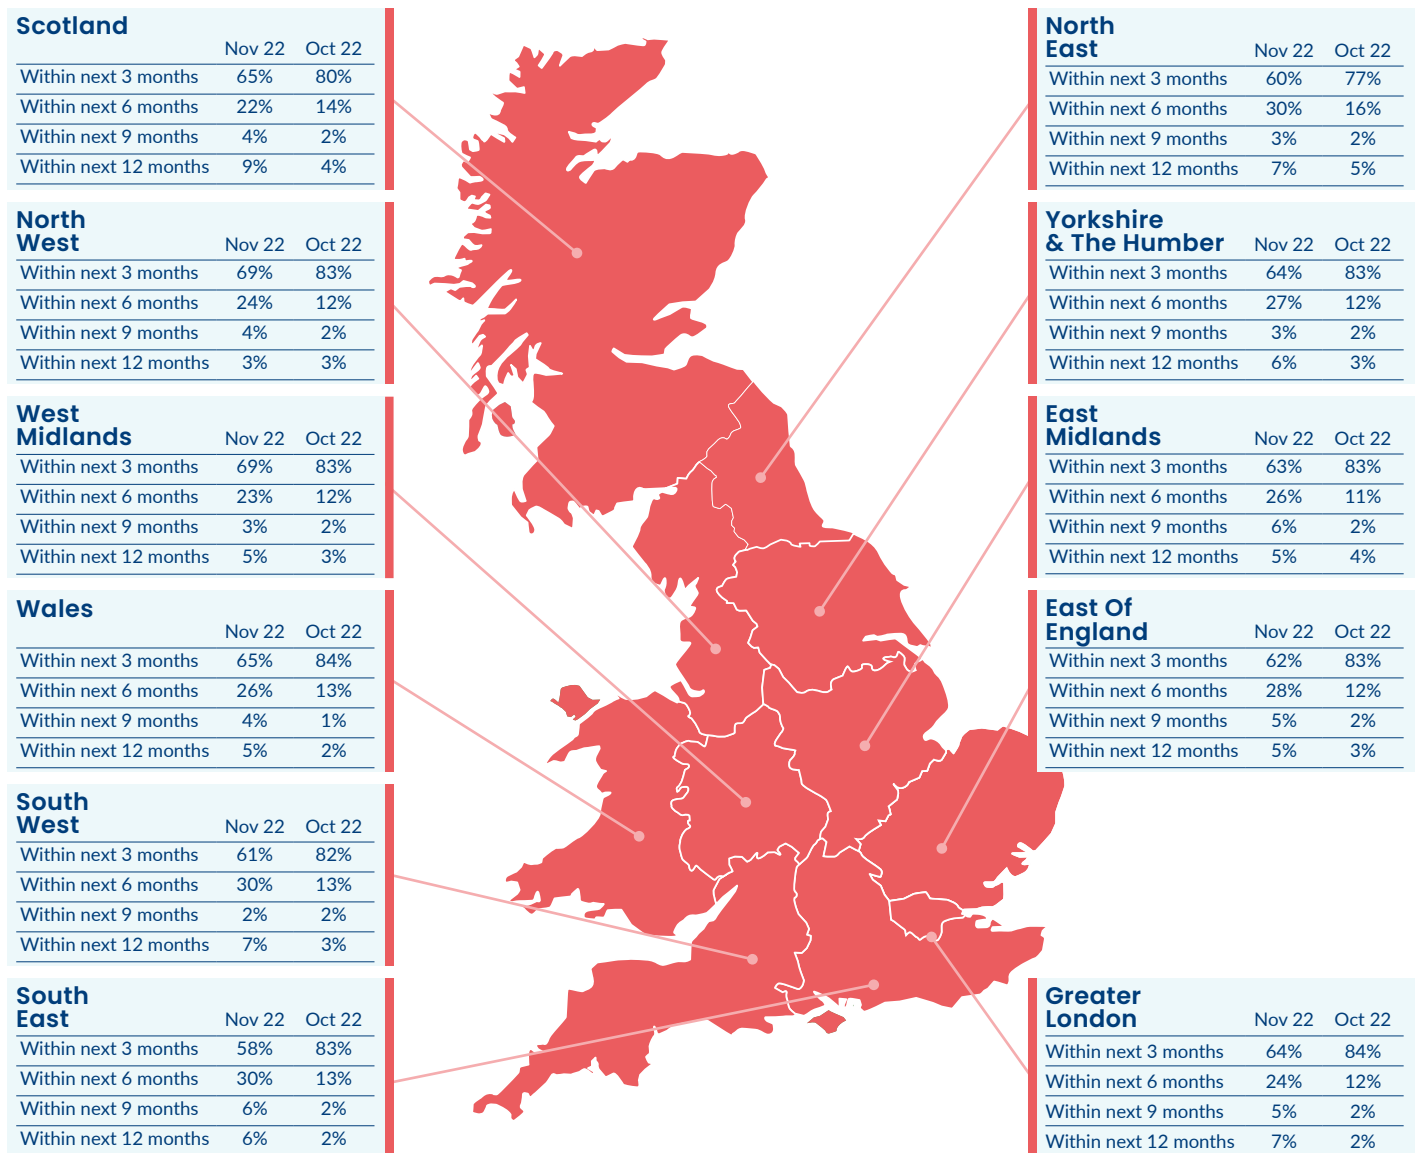 Scotland
Nov 22 Oct 22
Within next 3 months 65% 80%
Within next 6 months 22% 14%
Within next 9 months 4% 2%
Within next 12 months 9% 4%
North
West Nov 22 Oct 22
Within next 3 months 69% 83%
Within next 6 months 24% 12%
Within next 9 months 4% 2%
Within next 12 months 3% 3%
West
Midlands Nov 22 Oct 22
Within next 3 months 69% 83%
Within next 6 months 23% 12%
Within next 9 months 3% 2%
Within next 12 months 5% 3%
Wales
Nov 22 Oct 22
Within next 3 months 65% 84%
Within next 6 months 26% 13%
Within next 9 months 4% 1%
Within next 12 months 5% 2%
South
West Nov 22 Oct 22
Within next 3 months 61% 82%
Within next 6 months 30% 13%
Within next 9 months 2% 2%
Within next 12 months 7% 3%
South
East Nov 22 Oct 22
Within next 3 months 58% 83%
Within next 6 months 30% 13%
Within next 9 months 6% 2%
Within next 12 months 6% 2%
North
East Nov 22 Oct 22
Within next 3 months 60% 77%
Within next 6 months 30% 16%
Within next 9 months 3% 2%
Within next 12 months 7% 5%
Yorkshire
& The Humber Nov 22 Oct 22
Within next 3 months 64% 83%
Within next 6 months 27% 12%
Within next 9 months 3% 2%
Within next 12 months 6% 3%
East
Midlands Nov 22 Oct 22
Within next 3 months 63% 83%
Within next 6 months 26% 11%
Within next 9 months 6% 2%
Within next 12 months 5% 4%
East Of
England Nov 22 Oct 22
Within next 3 months 62% 83%
Within next 6 months 28% 12%
Within next 9 months 5% 2%
Within next 12 months 5% 3%
Greater
London Nov 22 Oct 22
Within next 3 months 64% 84%
Within next 6 months 24% 12%
Within next 9 months 5% 2%
Within next 12 months 7% 2%